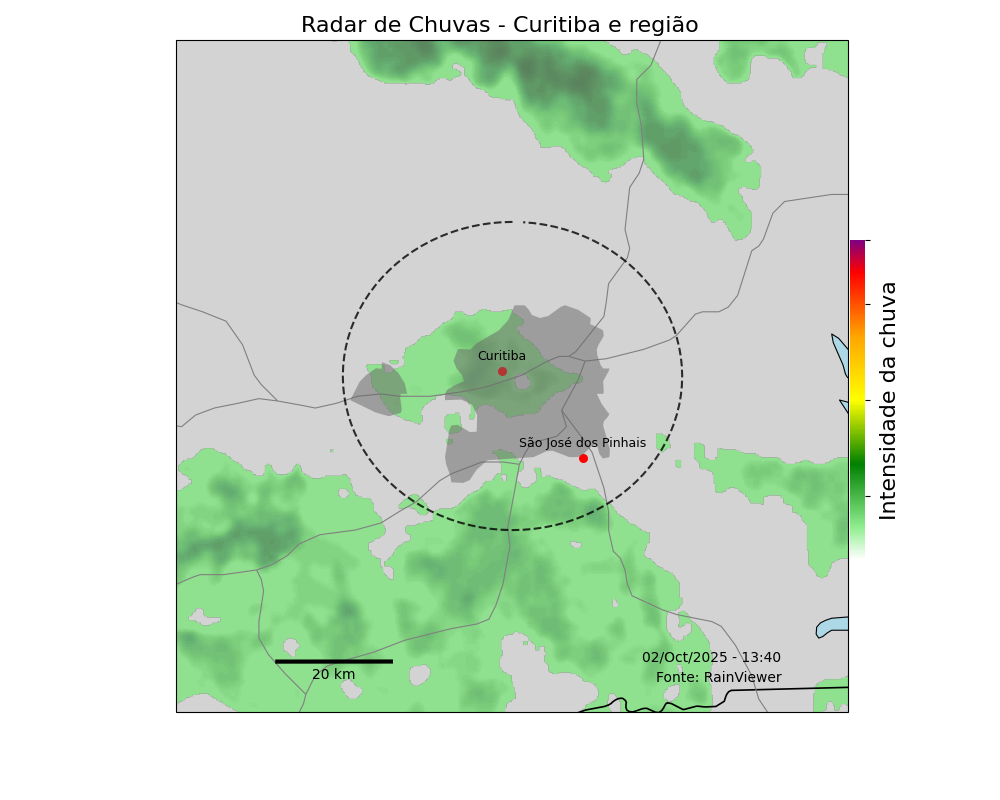 Radar de Chuvas - Curitiba e região
Curitiba
São José dos Pinhais
Intensidade da chuva
02/Oct/2025 - 13:40
Fonte: RainViewer
20 km